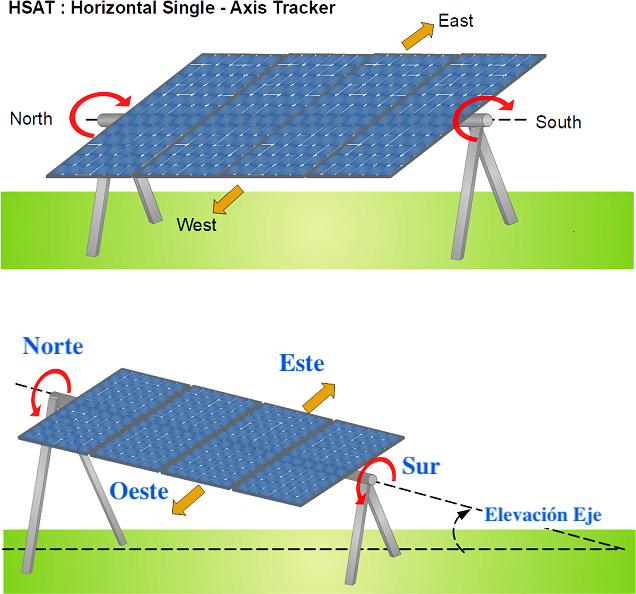 HSAT : Horizontal Single - Axis Tracker
East
North
South
West
Norte
Este
Sur
Oeste
Elevación Eje